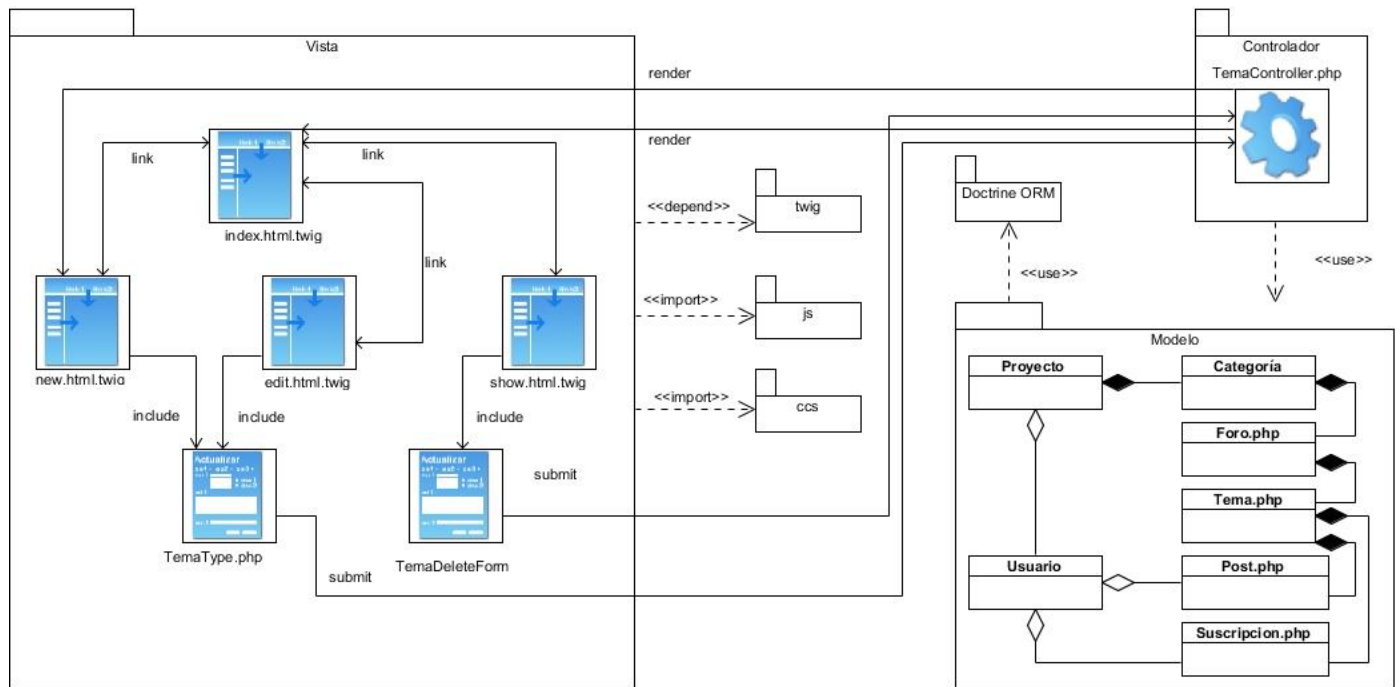 Vista
Controlador
TemaController.php
render
render
link
link
index.html.twig
link
<<depend>>
twig
Doctrine ORM
<<use>>
<<use>>
<<import>>
js
new.html.twig
edit.html.twig
show.html.twig
<<import>>
ccs
include
include
include
Actualizar
Actualizar
submit
TemaType.php
TemaDeleteForm
submit
Modelo
Proyecto
Categoría
Foro.php
Tema.php
Usuario
Post.php
Suscripcion.php